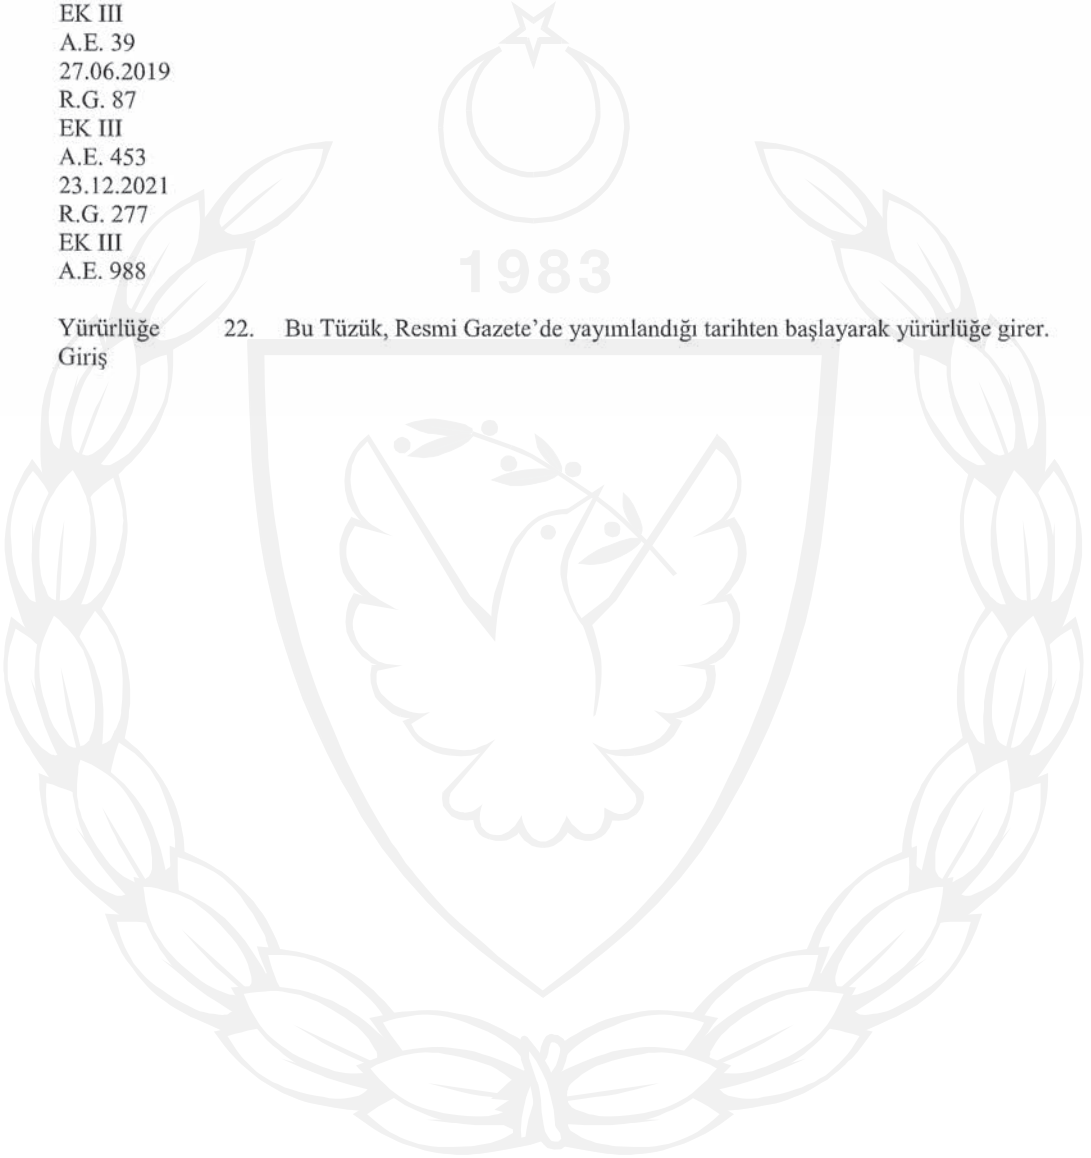 EK III
A.E. 39
27.06.2019
R.G. 87
EK III
A.E. 453
23.12.2021
R.G. 277
EK III
A.E. 988
1983
Yürürlüğe 22. Bu Tüzük, Resmi Gazete’de yayımlandığı tarihten başlayarak yürürlüğe girer.
Giriş